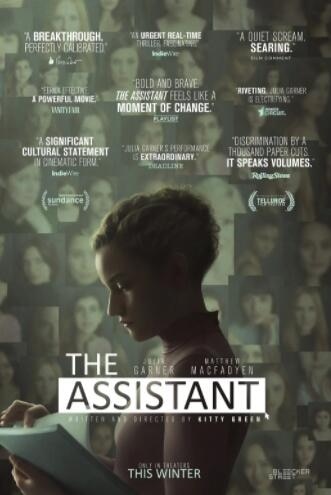 "A BREAKTHROUGH.
PERFECTLY CALIBRATED."
"AN URGENT REAL-TIME
THRILLER. FASCINATING."
IndieWire
"A QUIET SCREAM.
SEARING."
FILM COMMENT
A POWERFUL MOVIE."
VANITY FAIR
"BOLD AND BRAVE.
THE ASSISTANT FEELS LIKE A
MOMENT OF CHANGE."
PLAYLIST
"RIVETING. JULIA GARNER
IS ELECTRIFYING."
"A SIGNIFICANT
CULTURAL STATEMENT
IN CINEMATIC FORM."
IndieWire
"JULIA GARNER'S PERFORMANCE
IS EXTRAORDINARY."
DEADLINE
"DISCRIMINATION BY A
THOUSAND PAPER CUTS.
IT SPEAKS VOLUMES."
RollingStone
sundance
TELLURIDE
JULIA
GARNER
MATTHEW
MACFADYEN
THE
ASSISTANT
WRITTEN AND DIRECTED BY KITTY GREEN
ONLY IN THEATERS
THIS WINTER
BLEECKER
STREET